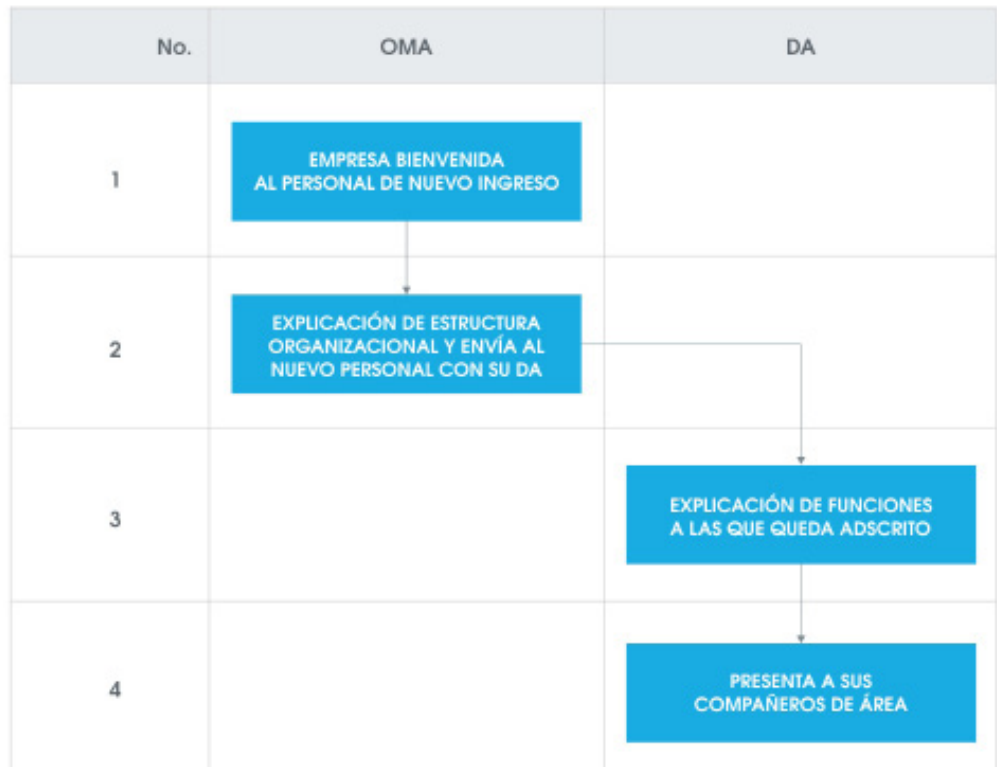 No. OMA DA
1
EMPRESA BIENVENIDA
AL PERSONAL DE NUEVO INGRESO
2
EXPLICACIÓN DE ESTRUCTURA
ORGANIZACIONAL Y ENVÍA AL
NUEVO PERSONAL CON SU DA
3
EXPLICACIÓN DE FUNCIONES
A LAS QUE QUEDA ADSCRITO
4
PRESENTA A SUS
COMPAÑEROS DE ÁREA